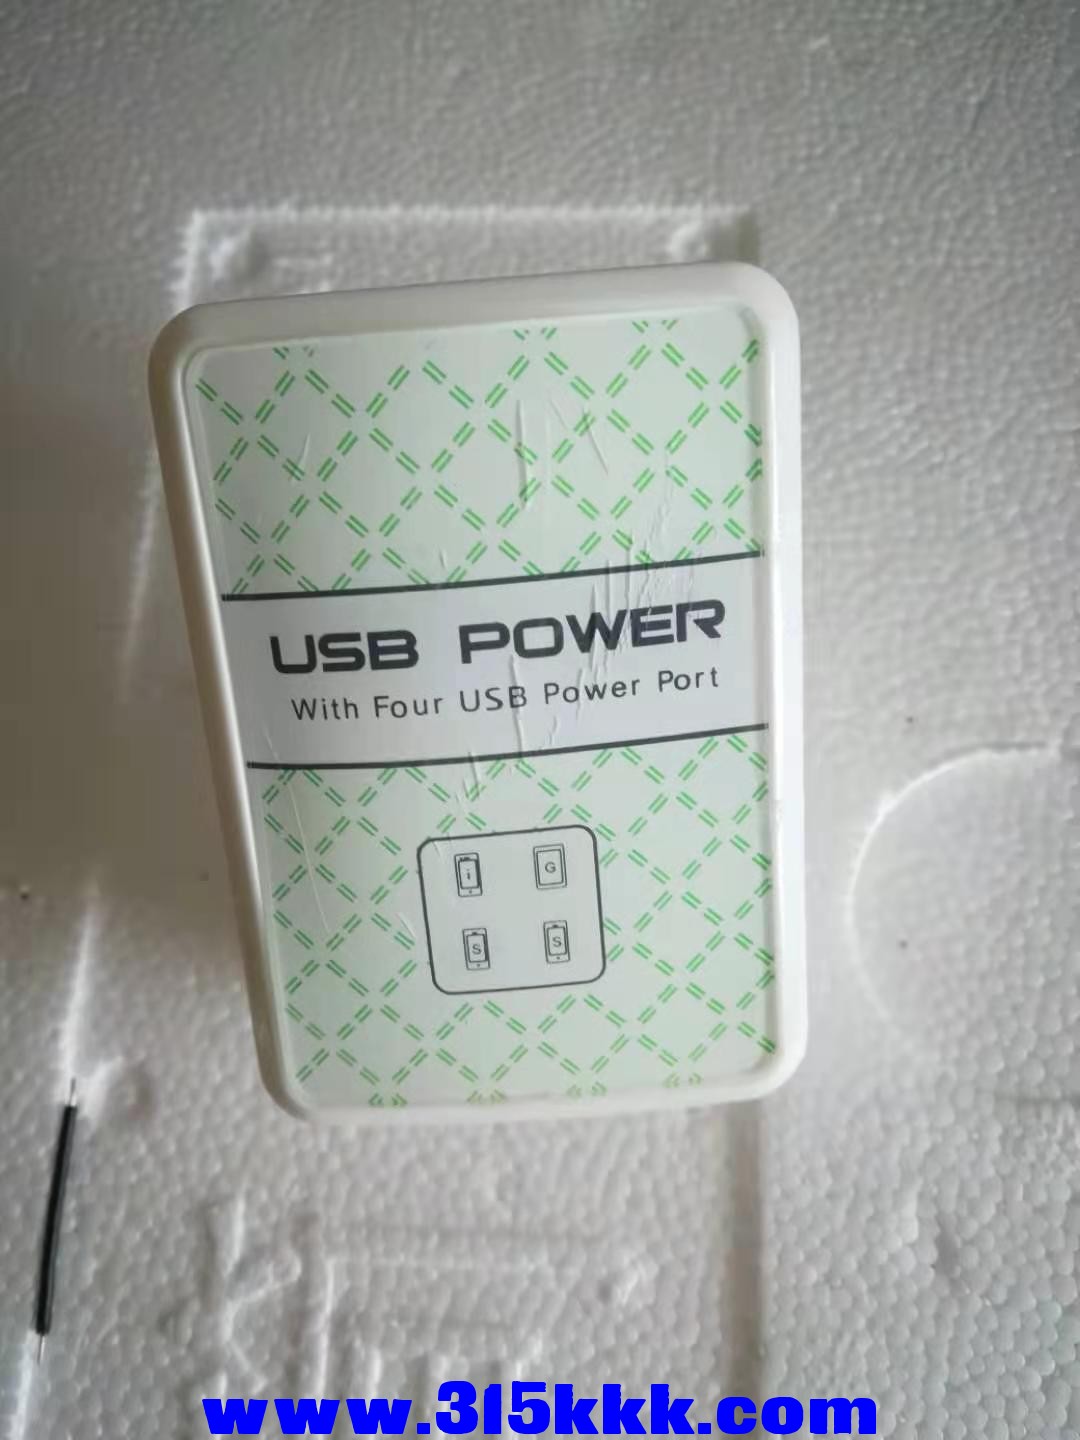 USB POWER
With Four USB Power Port
i G
S S
www.315kkk.com